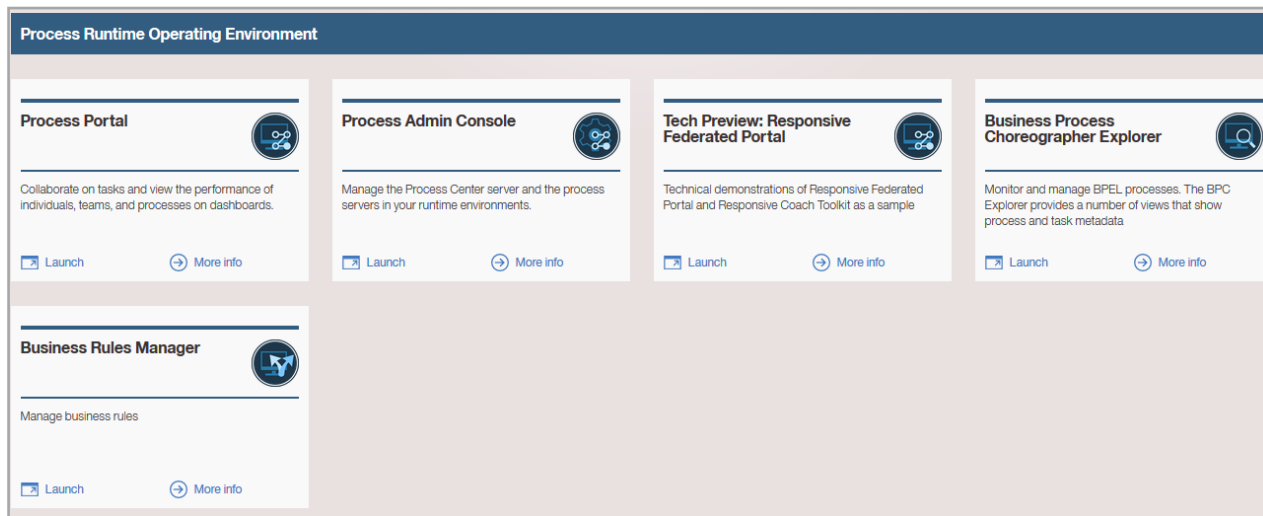 Process Runtime Operating Environment
Process Portal
Collaborate on tasks and view the performance of
individuals, teams, and processes on dashboards.
Launch
More info
Process Admin Console
Manage the Process Center server and the process
servers in your runtime environments.
Launch
More info
Tech Preview: Responsive
Federated Portal
Technical demonstrations of Responsive Federated
Portal and Responsive Coach Toolkit as a sample
Launch
More info
Business Process
Choreographer Explorer
Monitor and manage BPEL processes. The BPC
Explorer provides a number of views that show
process and task metadata
Launch
More info
Business Rules Manager
Manage business rules
Launch
More info